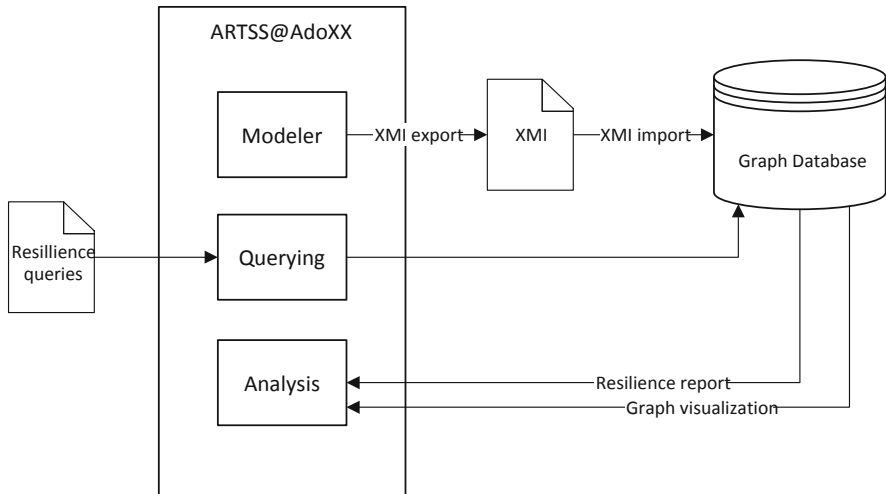 ARTSS@AdoXX
Modeler
XMI export
XMI
XMI import
Graph Database
Resillience
queries
Querying
Analysis
Resilience report
Graph visualization